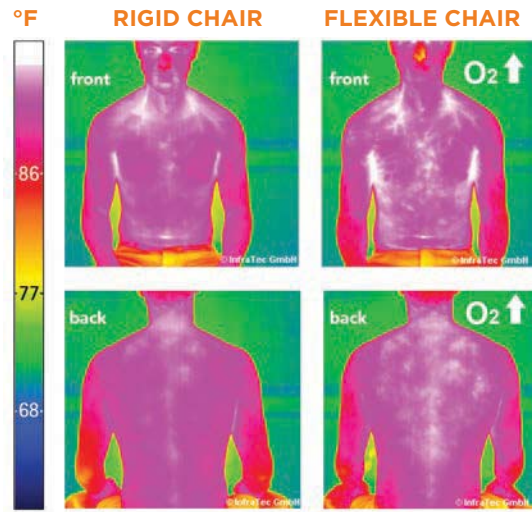 °F RIGID CHAIR FLEXIBLE CHAIR
front
front O2
86
© InfraTec GmbH
© InfraTec GmbH
77
back
back O2
68
© InfraTec GmbH
© InfraTec GmbH